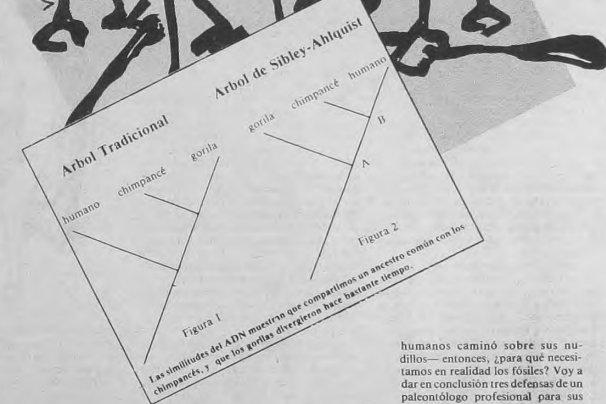 Arbol Tradicional
humano
chimpancé
gorila
Figura 1
Arbol de Sibley-Ahlquist
gorila
chimpancé
humano
B
A
Figura 2
Las similitudes del ADN muestran que compartimos un ancestro común con los
chimpancés, y que los gorilas divergieron hace bastante tiempo.
humanos caminó sobre sus nu-
dillos— entonces, ¿para qué necesi-
tamos en realidad los fósiles? Voy a
dar en conclusión tres defensas de un
paleontólogo profesional para sus